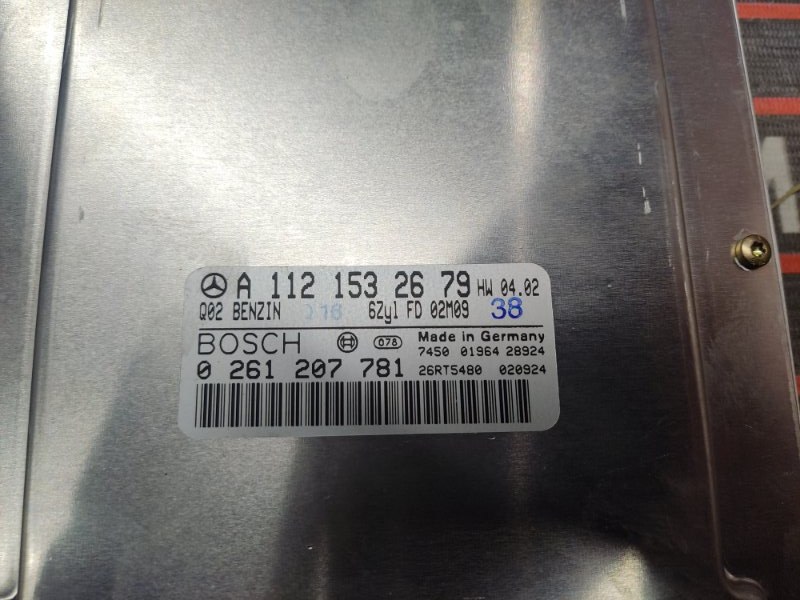 A 112 153 26 79 HW 04.02
Q02 BENZIN 6Zyl FD 02M09 38
BOSCH 078 Made in Germany
7450 01964 28924
0 261 207 781 26RT5480 020924